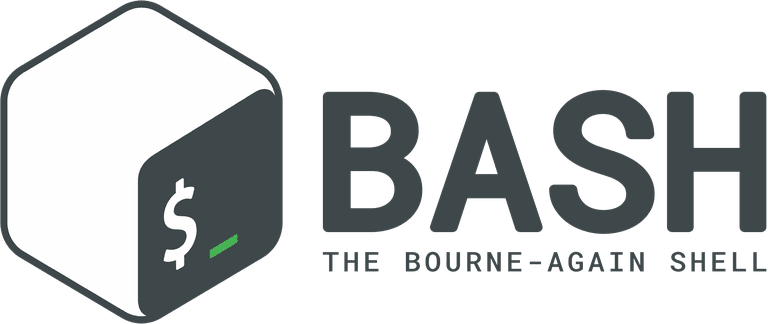 $_
BASH
THE BOURNE-AGAIN SHELL